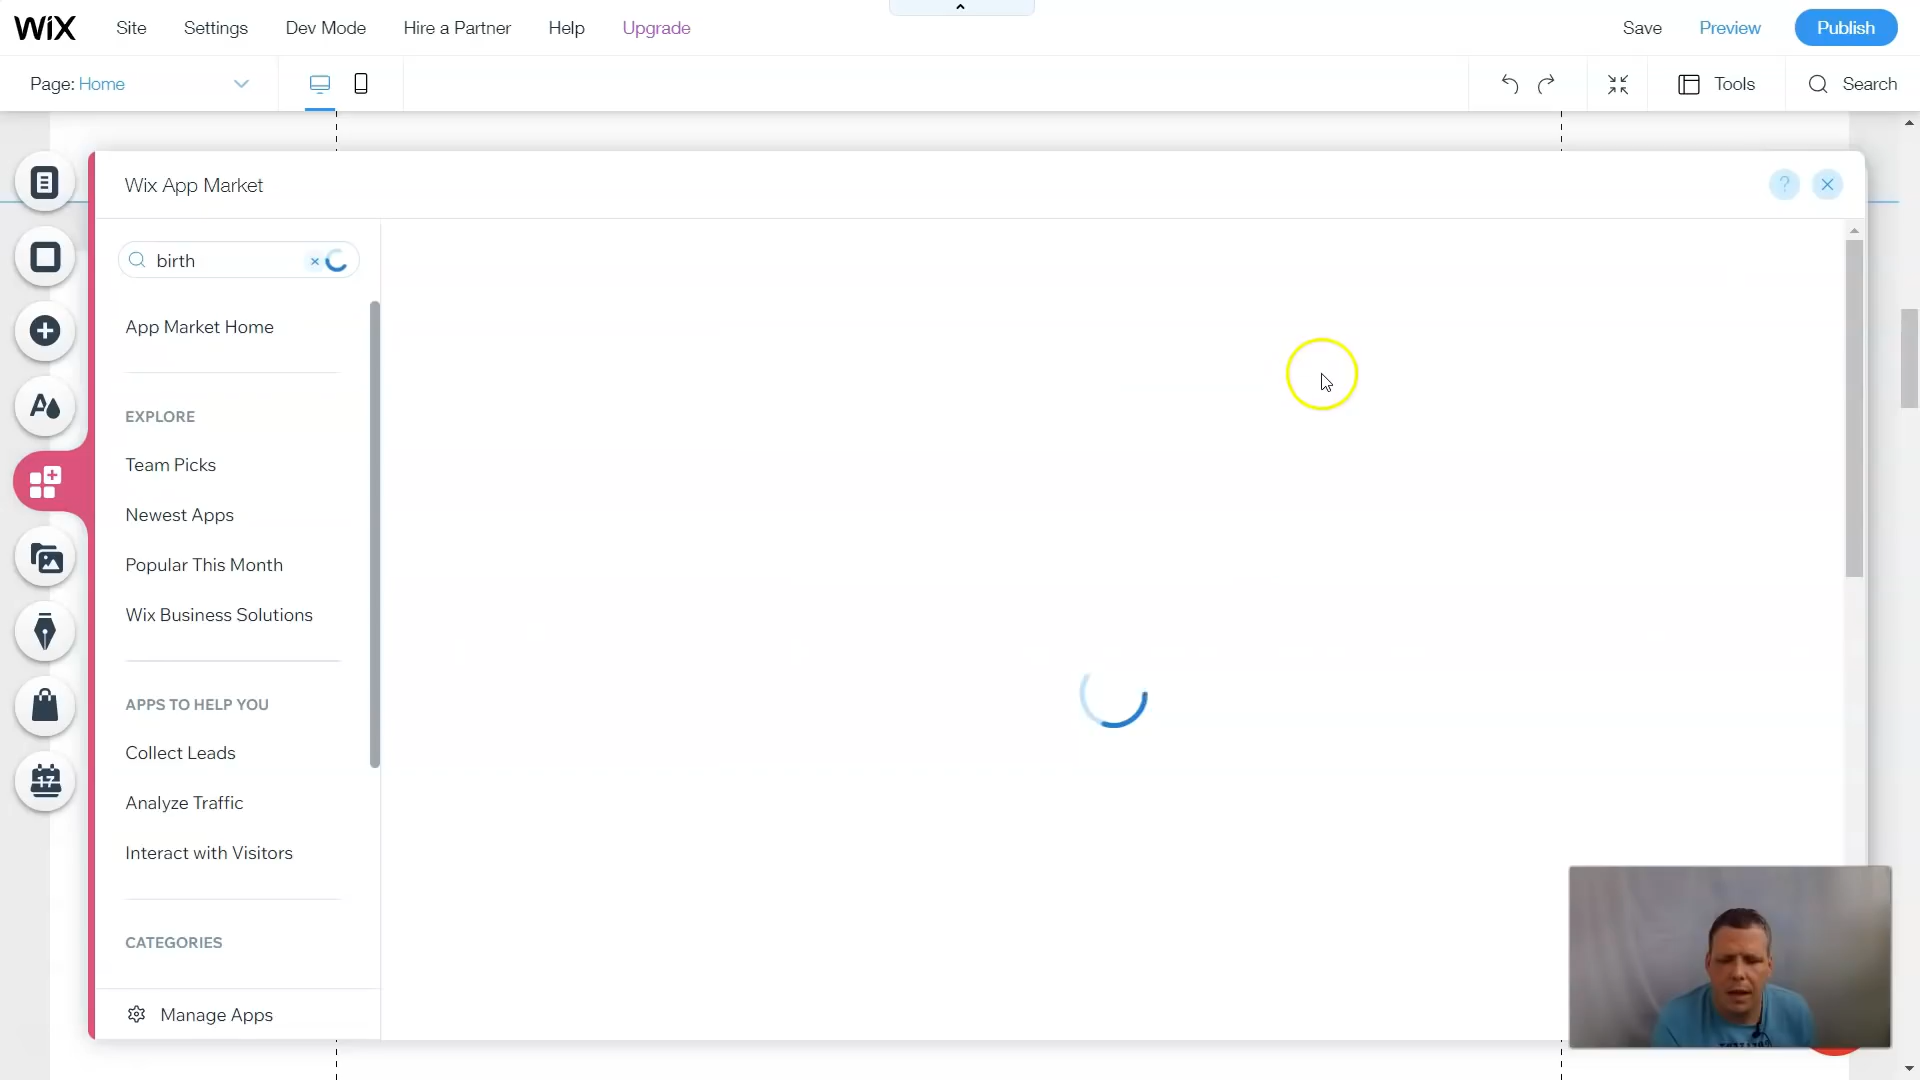 WiX Site Settings Dev Mode Hire a Partner Help Upgrade Save Preview Publish
Page: Home Tools Search
Wix App Market ?
birth
App Market Home
EXPLORE
Team Picks
Newest Apps
Popular This Month
Wix Business Solutions
APPS TO HELP YOU
Collect Leads
Analyze Traffic
Interact with Visitors
CATEGORIES
Manage Apps
17